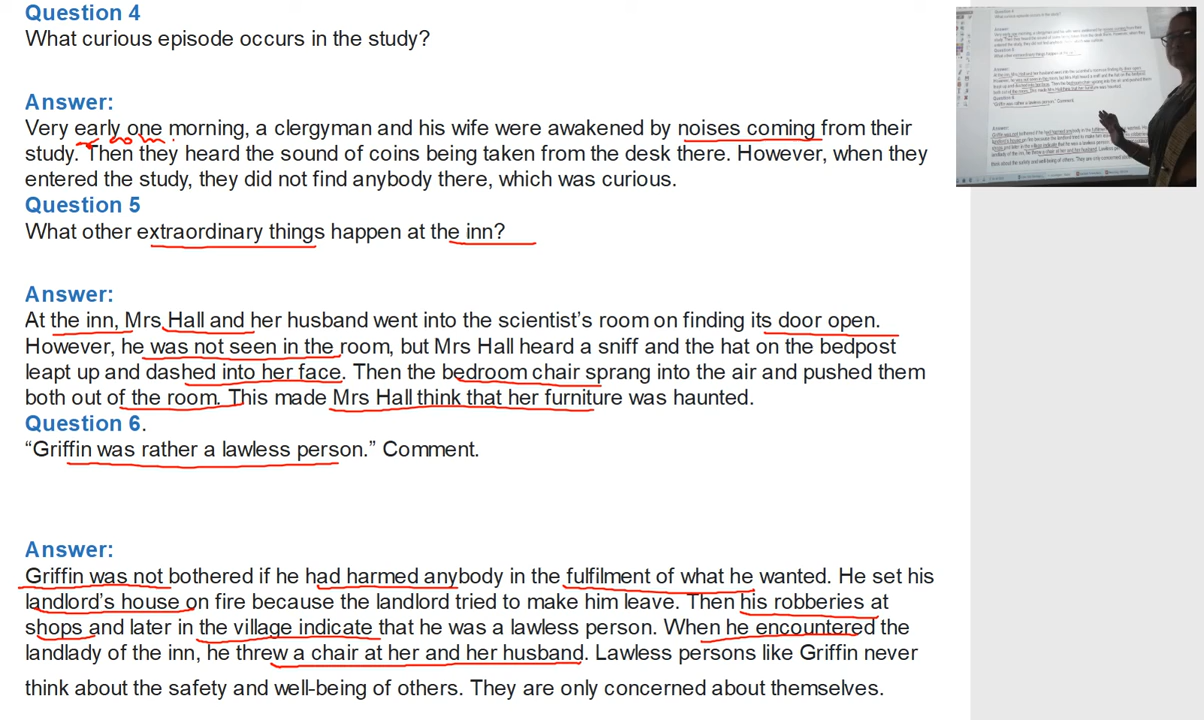 Question 4
What curious episode occurs in the study?
Answer:
Very early one morning, a clergyman and his wife were awakened by noises coming from their
study. Then they heard the sound of coins being taken from the desk there. However, when they
entered the study, they did not find anybody there, which was curious.
Question 5
What other extraordinary things happen at the inn?
Answer:
At the inn, Mrs Hall and her husband went into the scientist’s room on finding its door open.
However, he was not seen in the room, but Mrs Hall heard a sniff and the hat on the bedpost
leapt up and dashed into her face. Then the bedroom chair sprang into the air and pushed them
both out of the room. This made Mrs Hall think that her furniture was haunted.
Question 6.
“Griffin was rather a lawless person.” Comment.
Answer:
Griffin was not bothered if he had harmed anybody in the fulfilment of what he wanted. He set his
landlord’s house on fire because the landlord tried to make him leave. Then his robberies at
shops and later in the village indicate that he was a lawless person. When he encountered the
landlady of the inn, he threw a chair at her and her husband. Lawless persons like Griffin never
think about the safety and well-being of others. They are only concerned about themselves.